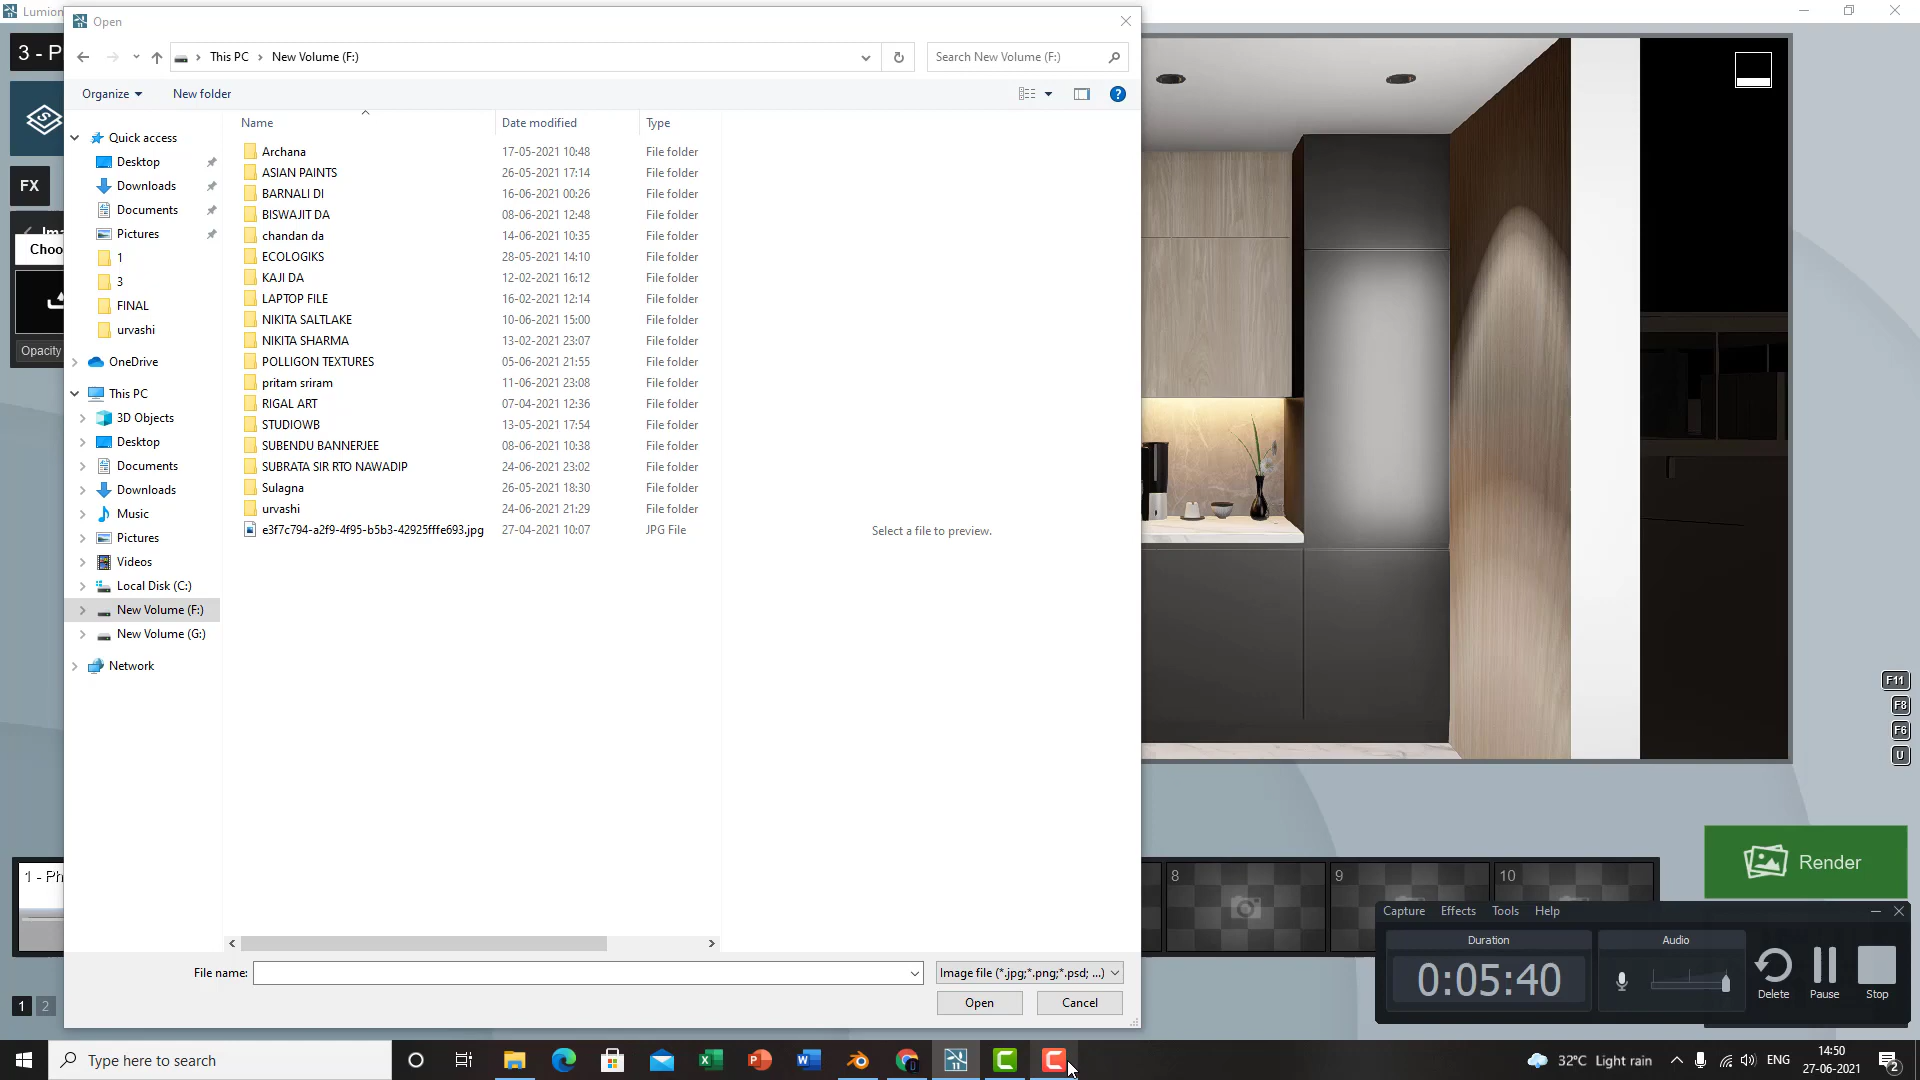 Lumion
Open
3 - P
This PC
New Volume (F:)
Search New Volume (F:)
Organize
New folder
Name
Date modified
Type
Quick access
Desktop
Downloads
Documents
Pictures
1
3
FINAL
urvashi
OneDrive
This PC
3D Objects
Desktop
Documents
Downloads
Music
Pictures
Videos
Local Disk (C:)
New Volume (F:)
New Volume (G:)
Network
Archana 17-05-2021 10:48 File folder
ASIAN PAINTS 26-05-2021 17:14 File folder
BARNALI DI 16-06-2021 00:26 File folder
BISWAJIT DA 08-06-2021 12:48 File folder
chandan da 14-06-2021 10:35 File folder
ECOLOGIKS 28-05-2021 14:10 File folder
KAJI DA 12-02-2021 16:12 File folder
LAPTOP FILE 16-02-2021 12:14 File folder
NIKITA SALTLAKE 10-06-2021 15:00 File folder
NIKITA SHARMA 13-02-2021 23:07 File folder
POLLIGON TEXTURES 05-06-2021 21:55 File folder
pritam sriram 11-06-2021 23:08 File folder
RIGAL ART 07-04-2021 12:36 File folder
STUDIOWB 13-05-2021 17:54 File folder
SUBENDU BANNERJEE 08-06-2021 10:38 File folder
SUBRATA SIR RTO NAWADIP 24-06-2021 23:02 File folder
Sulagna 26-05-2021 18:30 File folder
urvashi 24-06-2021 21:29 File folder
e3f7c794-a2f9-4f95-b5b3-42925fffe693.jpg 27-04-2021 10:07 JPG File
Select a file to preview.
File name:
Image file (*.jpg;*.png;*.psd; ...)
Open
Cancel
FX
Ima
Choo
Opacity
1 - Ph
1 2
8
9
10
F11
F8
F6
U
Render
Capture Effects Tools Help
Duration
0:05:40
Audio
Delete
Pause
Stop
Type here to search
32°C Light rain
ENG
14:50
27-06-2021
2